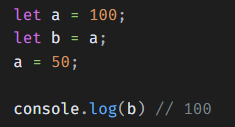 let a = 100;
let b = a;
a = 50;
console.log(b) // 100